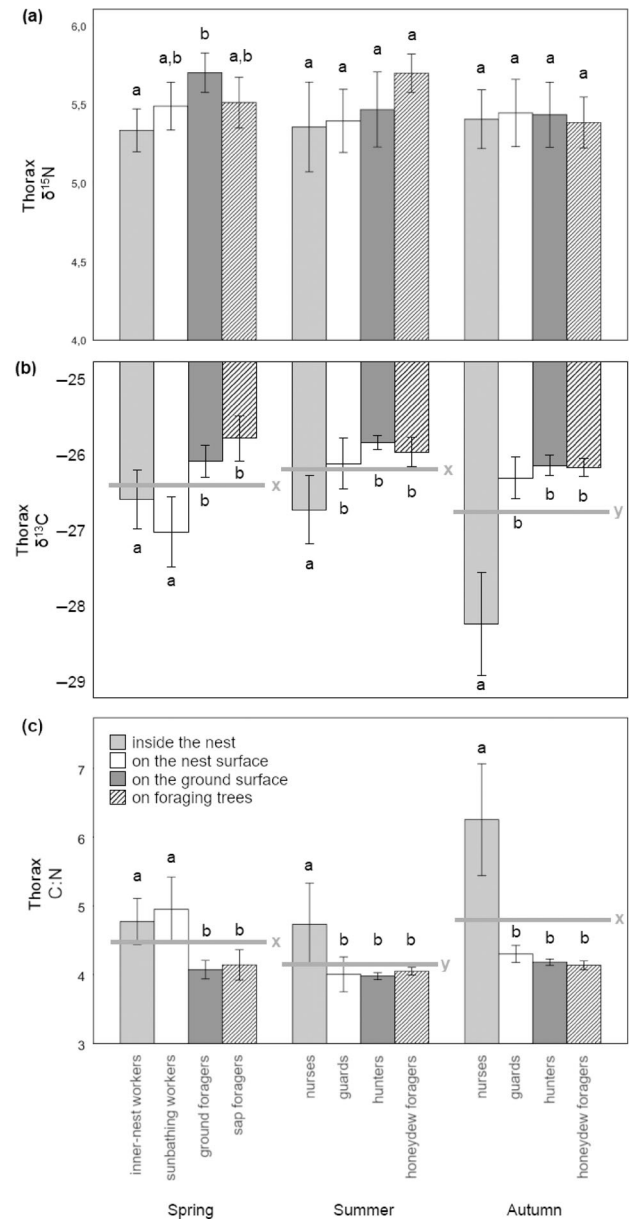 (a)
6,0
5,5
5,0
4,5
4,0
Thorax
δ¹⁵N
a
a,b
b
a,b
a
a
a
a
a
a
a
a
(b)
–25
–26
–27
–28
–29
Thorax
δ¹³C
a
a
b
b
x
a
b
b
b
x
a
b
b
b
y
(c)
7
6
5
4
3
Thorax
C:N
inside the nest
on the nest surface
on the ground surface
on foraging trees
a
a
b
b
x
a
b
b
b
y
a
b
b
b
x
inner-nest workers
sunbathing workers
ground foragers
sap foragers
nurses
guards
hunters
honeydew foragers
nurses
guards
hunters
honeydew foragers
Spring
Summer
Autumn